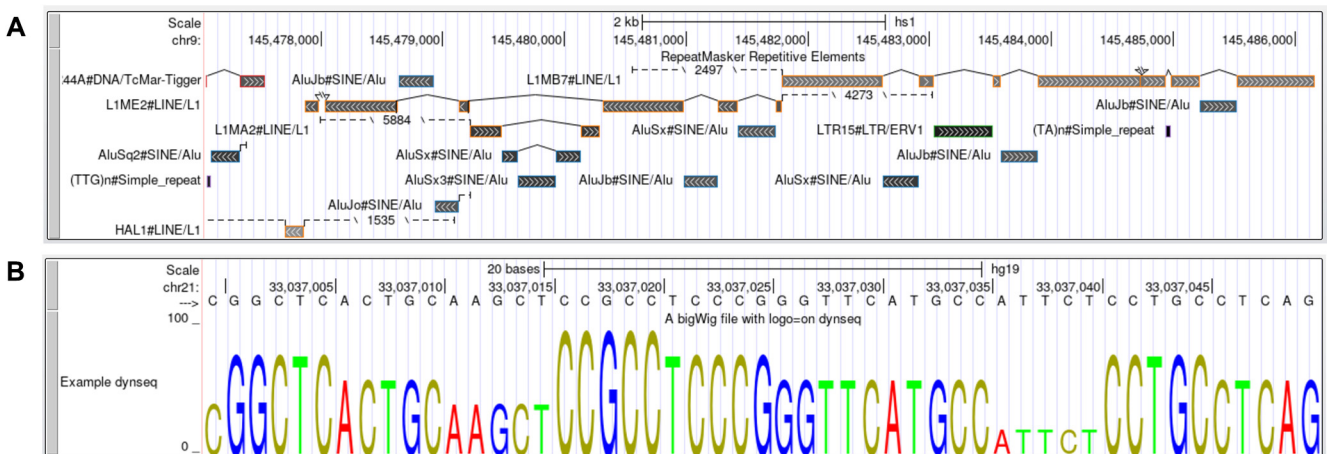 A
Scale 2 kb hs1
chr9: 145,478,000 145,479,000 145,480,000 145,481,000 145,482,000 145,483,000 145,484,000 145,485,000 145,486,000
RepeatMasker Repetitive Elements
:44A#DNA/TcMar-Tigger AluJb#SINE/Alu L1MB7#LINE/L1 2497
L1ME2#LINE/L1 4273 AluJb#SINE/Alu
5884
L1MA2#LINE/L1 AluSx#SINE/Alu LTR15#LTR/ERV1 (TA)n#Simple_repeat
AluSq2#SINE/Alu AluSx#SINE/Alu AluJb#SINE/Alu
(TTG)n#Simple_repeat AluSx3#SINE/Alu AluJb#SINE/Alu AluSx#SINE/Alu
AluJo#SINE/Alu
1535
HAL1#LINE/L1
B
Scale 20 bases hg19
chr21: 33,037,005 33,037,010 33,037,015 33,037,020 33,037,025 33,037,030 33,037,035 33,037,040 33,037,045
---> C G G C T C A C T G C A A G C T C C G C C T C C C G G G T T C A T G C C A T T C T C C T G C C T C A G
100 _ A bigWig file with logo=on dynseq
Example dynseq
CGGCTCACTGCAAGCTCCGCCTCCCGGGTTCATGCCATTCTCCTGCCTCAG
0 _